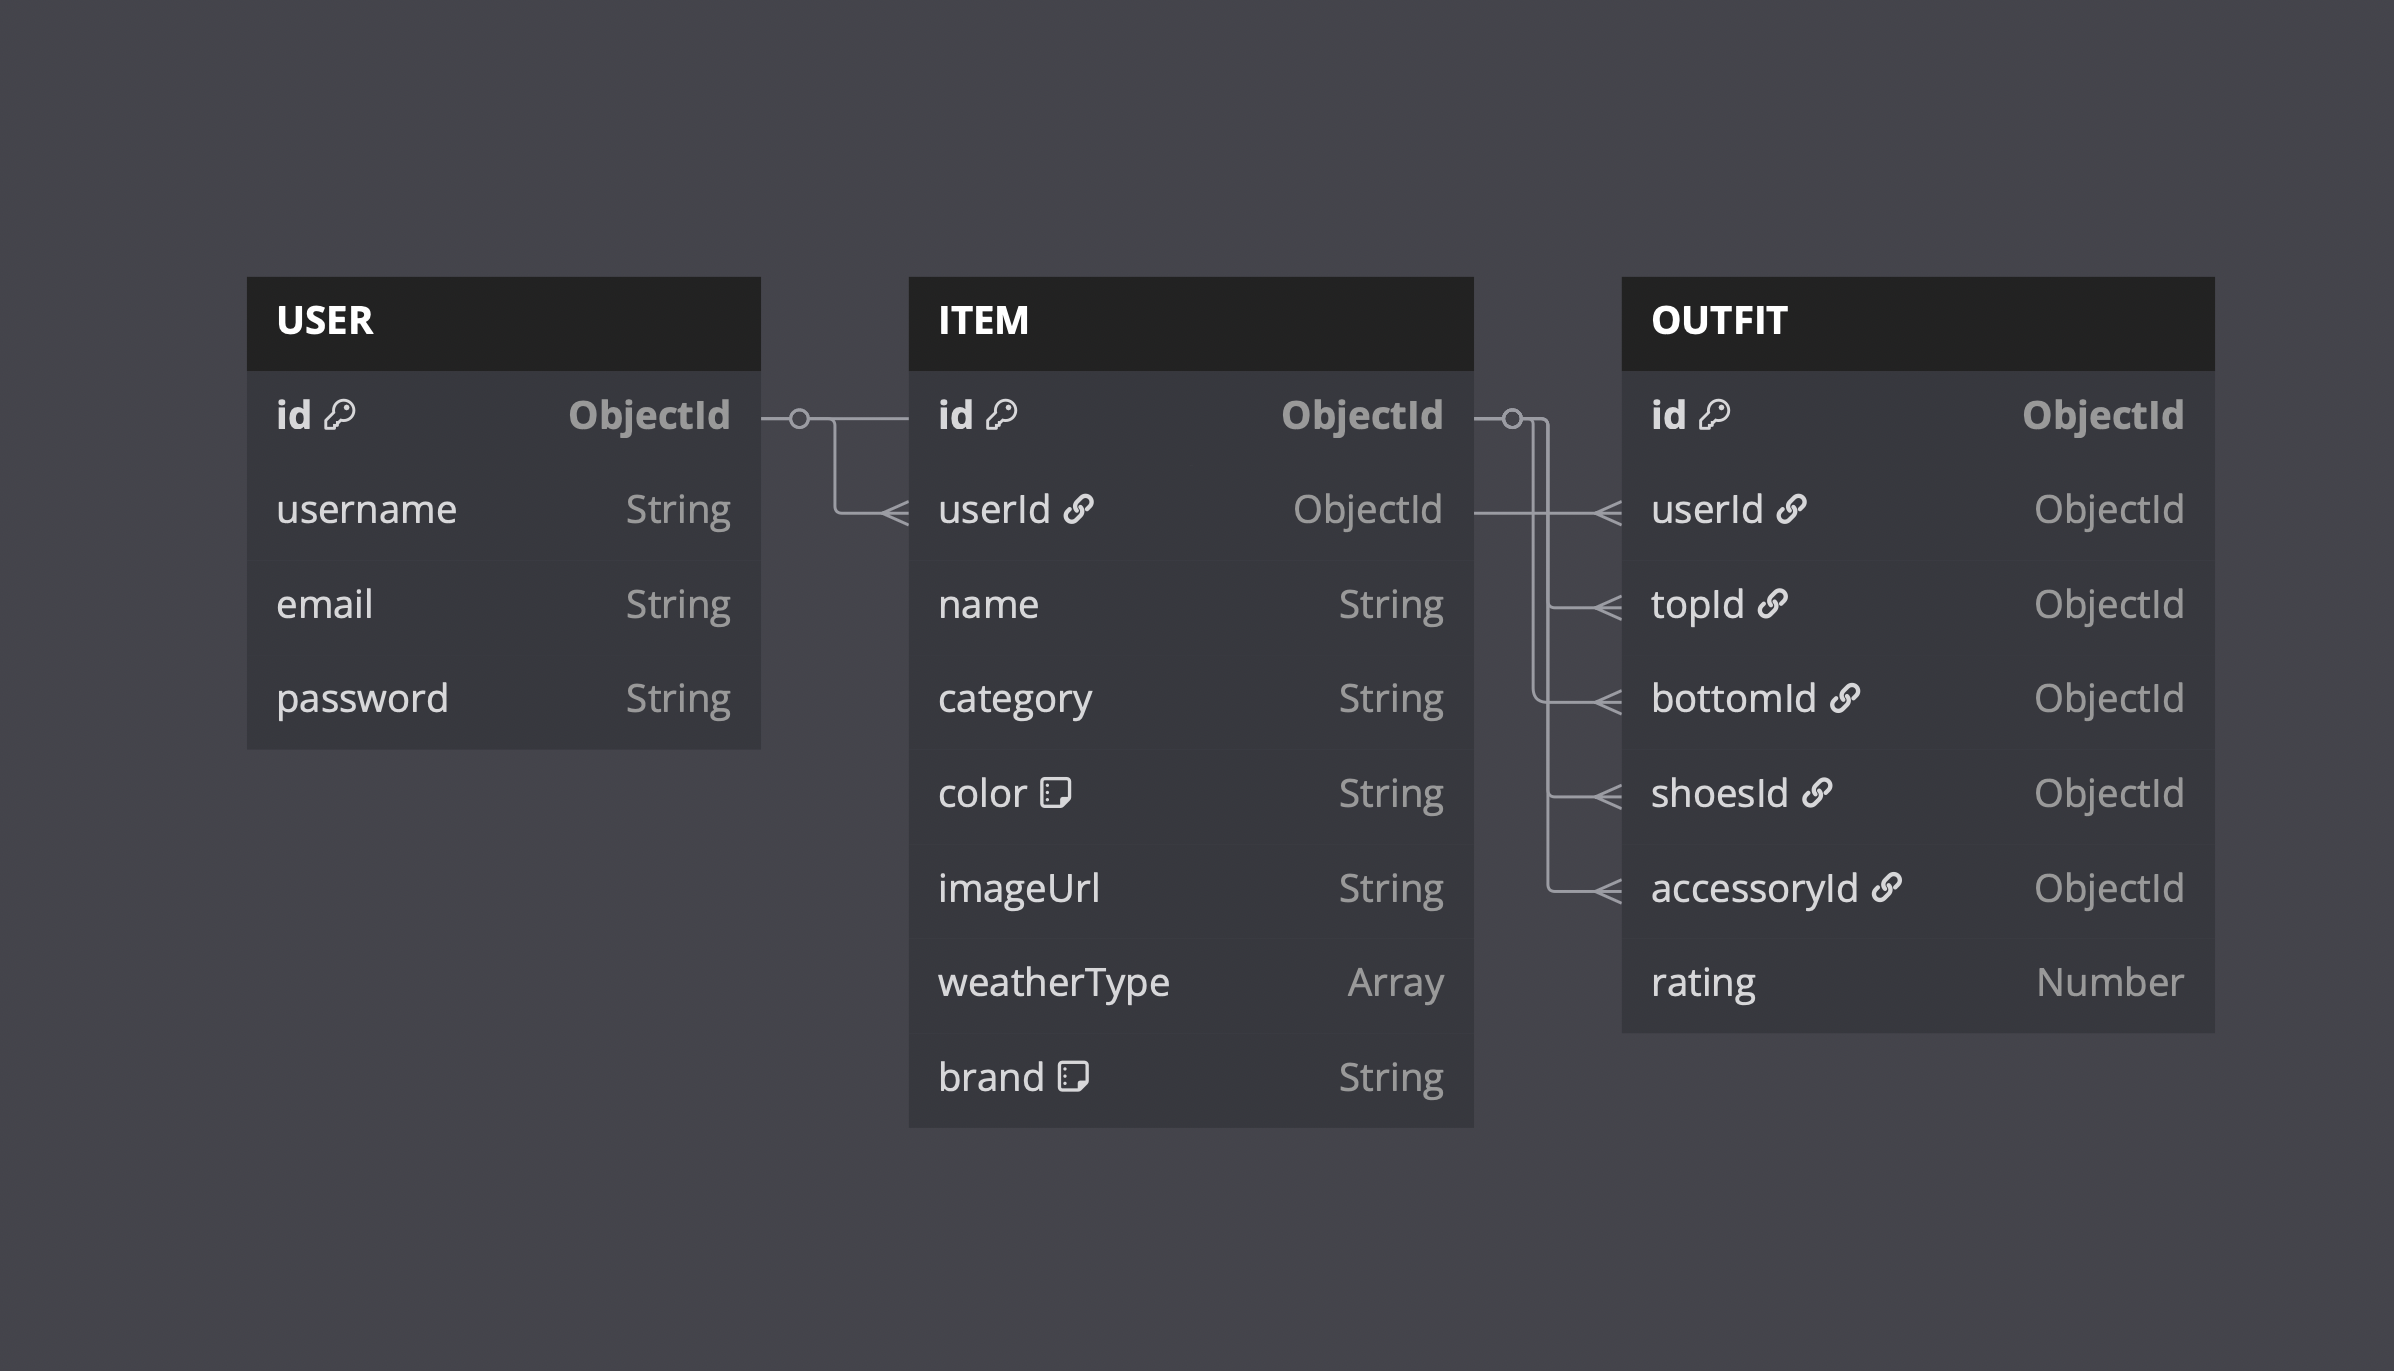 USER
id ObjectId
username String
email String
password String
ITEM
id ObjectId
userId ObjectId
name String
category String
color String
imageUrl String
weatherType Array
brand String
OUTFIT
id ObjectId
userId ObjectId
topId ObjectId
bottomId ObjectId
shoesId ObjectId
accessoryId ObjectId
rating Number